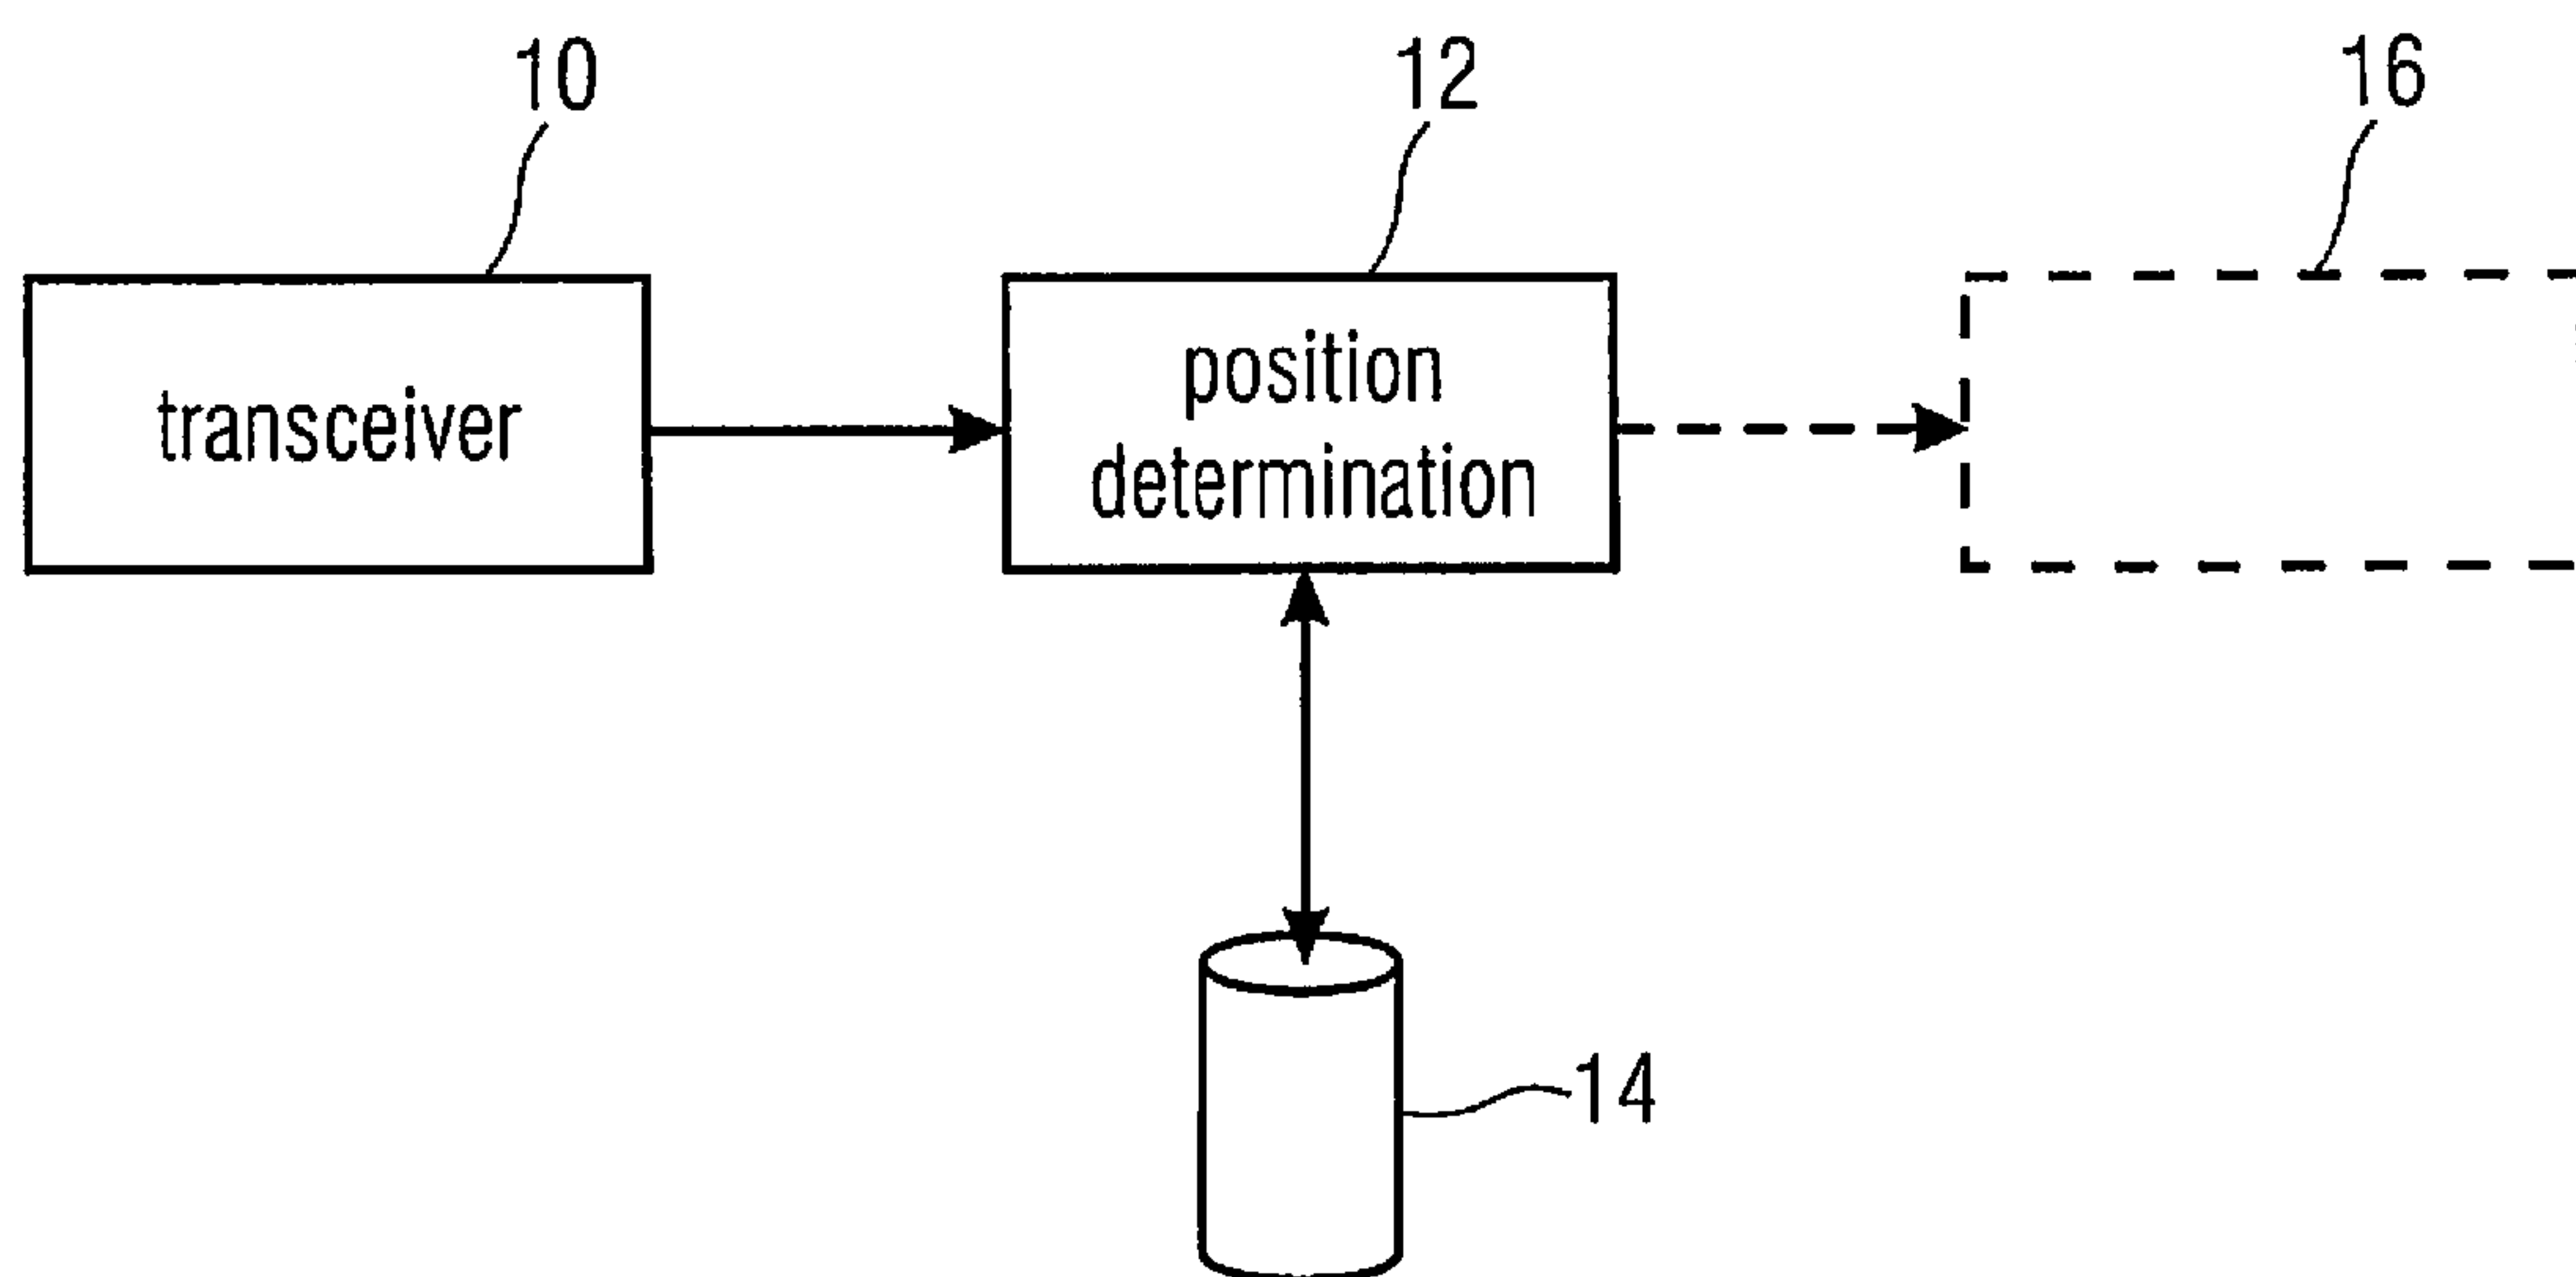 10
12
16
transceiver
position
determination
14